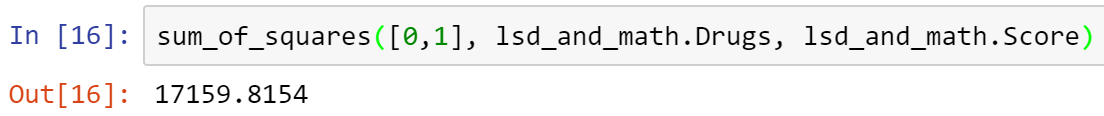 In [16]: sum_of_squares([0,1], lsd_and_math.Drugs, lsd_and_math.Score)
Out[16]: 17159.8154